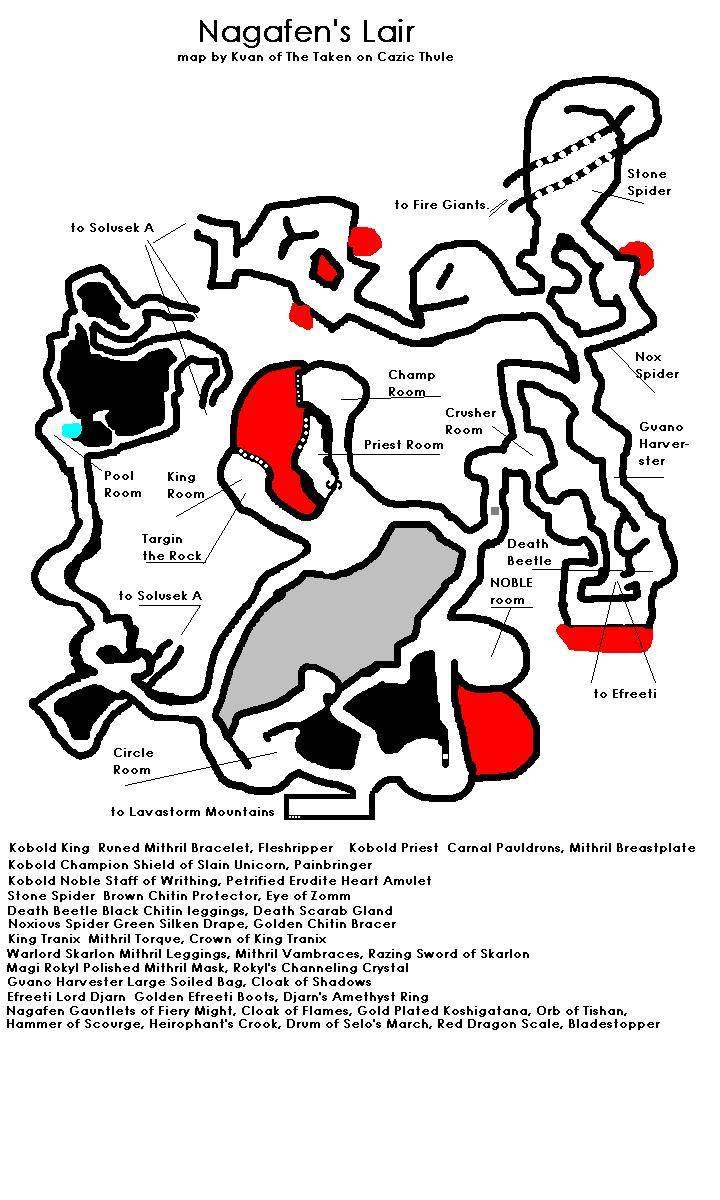 Nagafen's Lair
map by Kuan of The Taken on Cazic Thule
Stone
Spider
to Fire Giants.
to Solusek A
Nox
Spider
Champ
Room
Crusher
Room
Guano
Harver-
ster
Priest Room
Pool
Room
King
Room
Targin
the Rock
Death
Beetle
NOBLE
room
to Solusek A
to Efreeti
Circle
Room
to Lavastorm Mountains
Kobold King Runed Mithril Bracelet, Fleshripper Kobold Priest Carnal Pauldruns, Mithril Breastplate
Kobold Champion Shield of Slain Unicorn, Painbringer
Kobold Noble Staff of Writhing, Petrified Erudite Heart Amulet
Stone Spider Brown Chitin Protector, Eye of Zomm
Death Beetle Black Chitin leggings, Death Scarab Gland
Noxious Spider Green Silken Drape, Golden Chitin Bracer
King Tranix Mithril Torque, Crown of King Tranix
Warlord Skarlon Mithril Leggings, Mithril Vambraces, Razing Sword of Skarlon
Magi Rokyl Polished Mithril Mask, Rokyl's Channeling Crystal
Guano Harvester Large Soiled Bag, Cloak of Shadows
Efreeti Lord Djarn Golden Efreeti Boots, Djarn's Amethyst Ring
Nagafen Gauntlets of Fiery Might, Cloak of Flames, Gold Plated Koshigatana, Orb of Tishan,
Hammer of Scourge, Heirophant's Crook, Drum of Selo's March, Red Dragon Scale, Bladestopper